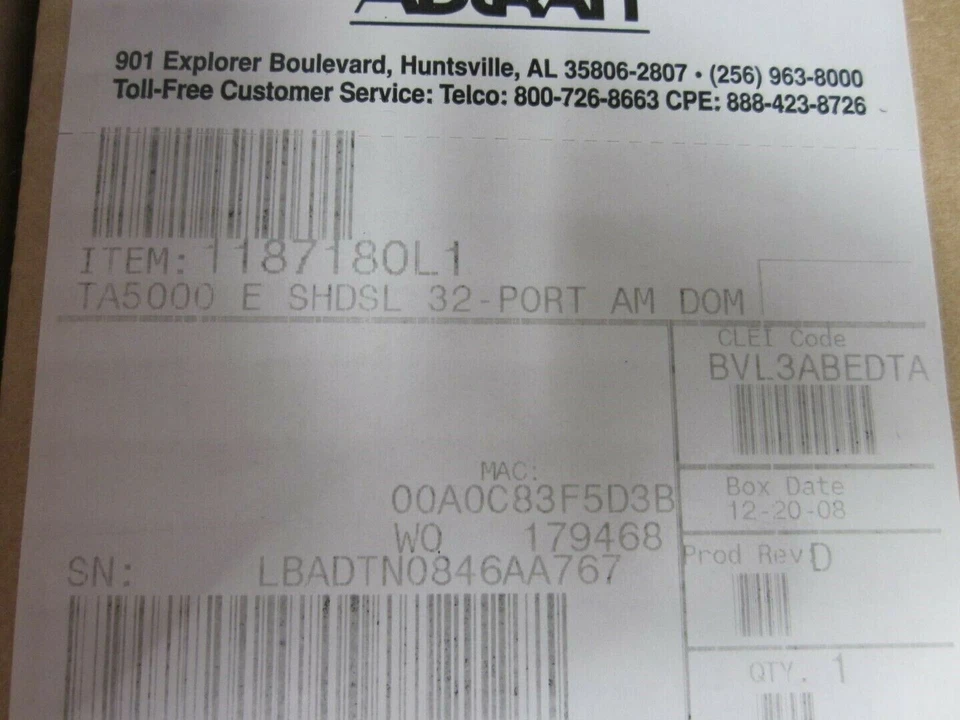 ADTRAN
901 Explorer Boulevard, Huntsville, AL 35806-2807 • (256) 963-8000
Toll-Free Customer Service: Telco: 800-726-8663 CPE: 888-423-8726
ITEM: 1187180L1
TA5000 E SHDSL 32-PORT AM DOM
CLEI Code
BVL3ABEDTA
MAC:
00A0C83F5D3B
WO 179468
SN: LBADTN0846AA767
Box Date
12-20-08
Prod Rev D
QTY. 1